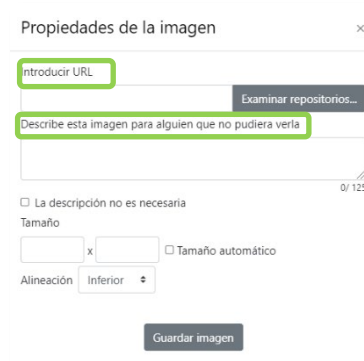 Propiedades de la imagen ×
Introducir URL
Examinar repositorios...
Describe esta imagen para alguien que no pudiera verla
0/ 125
La descripción no es necesaria
Tamaño
x Tamaño automático
Alineación Inferior
Guardar imagen